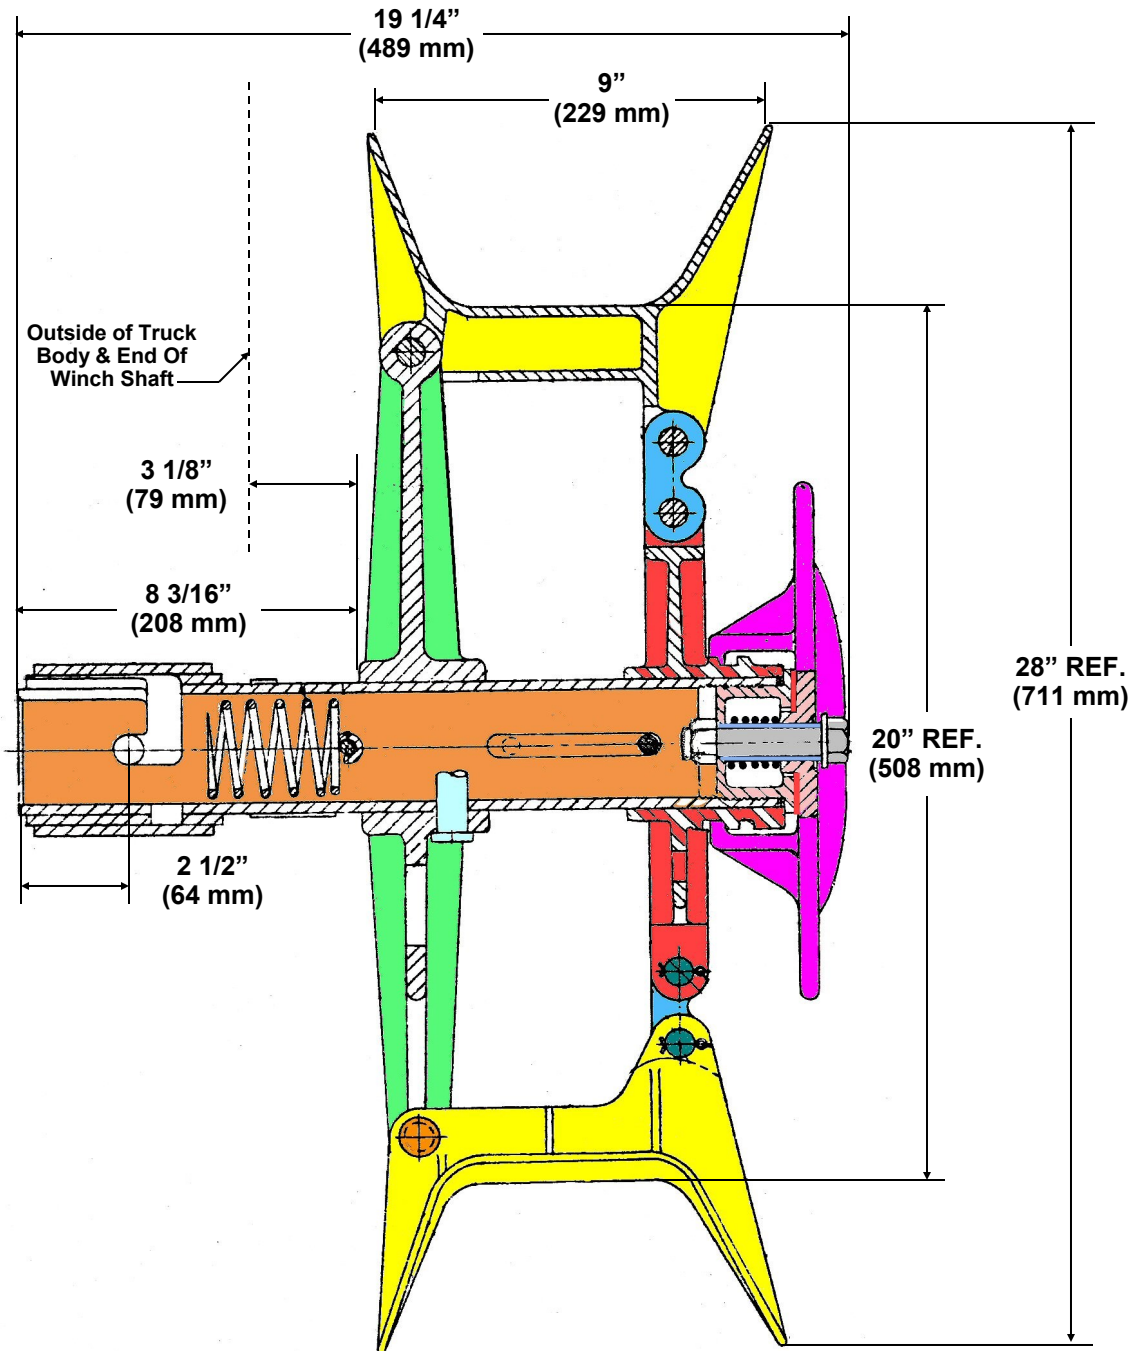 19 1/4”
(489 mm)
9”
(229 mm)
Outside of Truck
Body & End Of
Winch Shaft
3 1/8”
(79 mm)
8 3/16”
(208 mm)
28” REF.
(711 mm)
20” REF.
(508 mm)
2 1/2”
(64 mm)